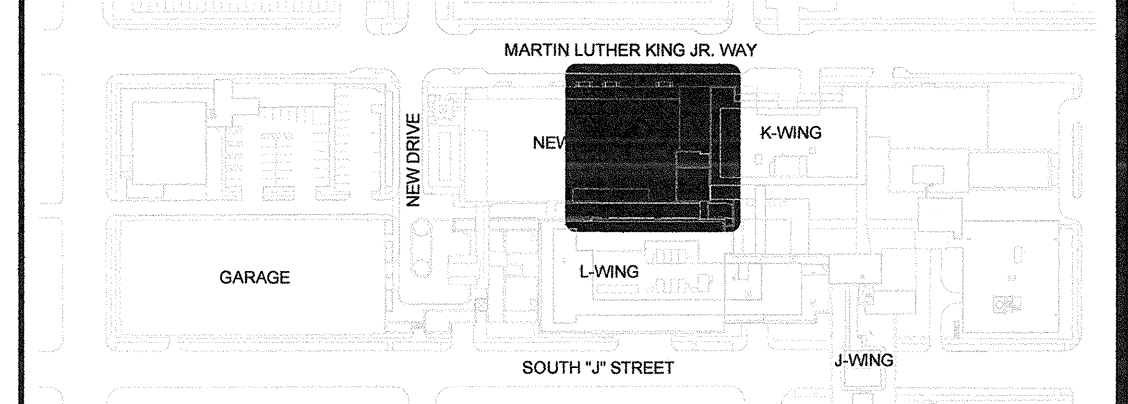 MARTIN LUTHER KING JR. WAY
NEW DRIVE
NEW
K-WING
GARAGE
L-WING
SOUTH "J" STREET
J-WING